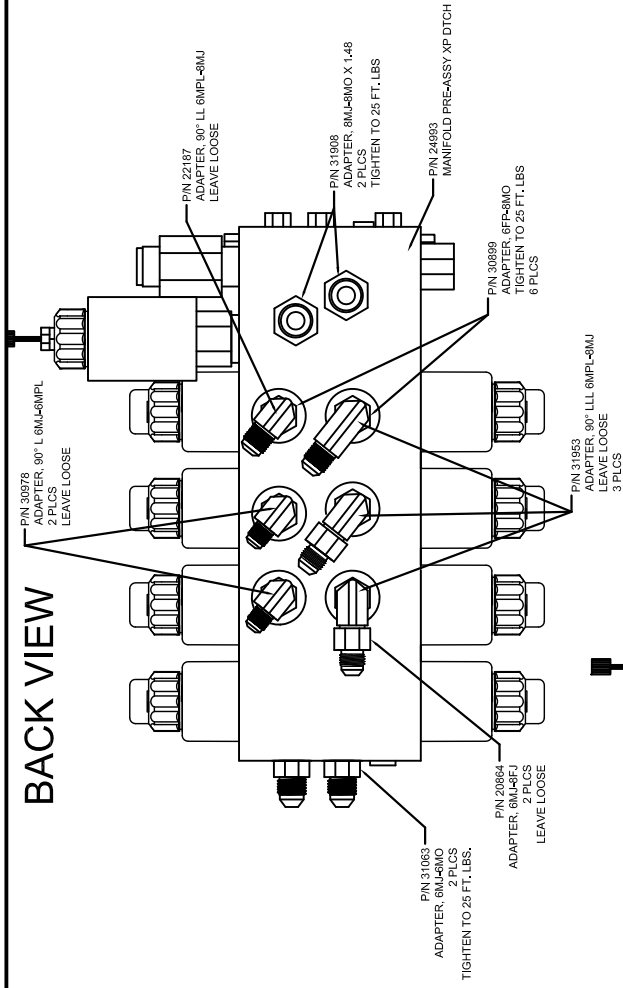 BACK VIEW
P/N 30978
ADAPTER, 90° L 6MJ-6MPL
2 PLCS
LEAVE LOOSE
P/N 22187
ADAPTER, 90° LL 6MPL-8MJ
LEAVE LOOSE
P/N 31908
ADAPTER, 8MJ-8MO X 1.48
2 PLCS
TIGHTEN TO 25 FT. LBS
P/N 24993
MANIFOLD PRE-ASSY XP DTCH
P/N 30899
ADAPTER, 6FP-8MO
TIGHTEN TO 25 FT. LBS
6 PLCS
P/N 31953
ADAPTER, 90° LLL 6MPL-8MJ
LEAVE LOOSE
3 PLCS
P/N 20864
ADAPTER, 6MJ-8FJ
2 PLCS
LEAVE LOOSE
P/N 31063
ADAPTER, 6MJ-6MO
2 PLCS
TIGHTEN TO 25 FT. LBS.